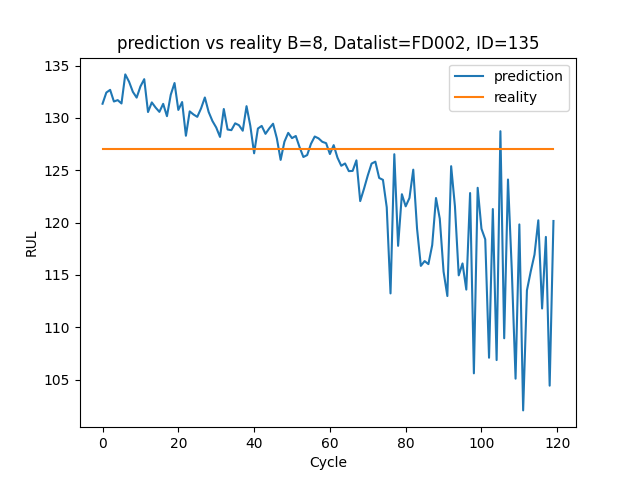 prediction vs reality B=8, Datalist=FD002, ID=135
prediction
reality
RUL
135
130
125
120
115
110
105
0 20 40 60 80 100 120
Cycle